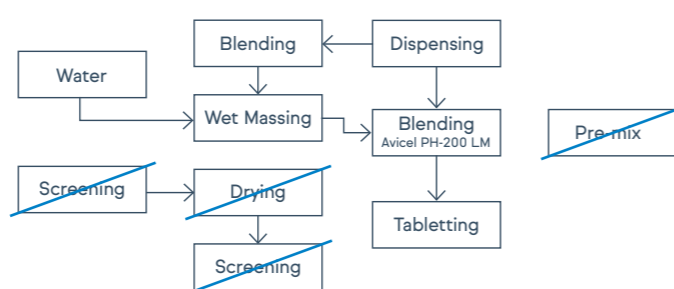 Blending
Dispensing
Water
Wet Massing
Blending
Avicel PH-200 LM
Pre-mix
Screening
Drying
Tabletting
Screening